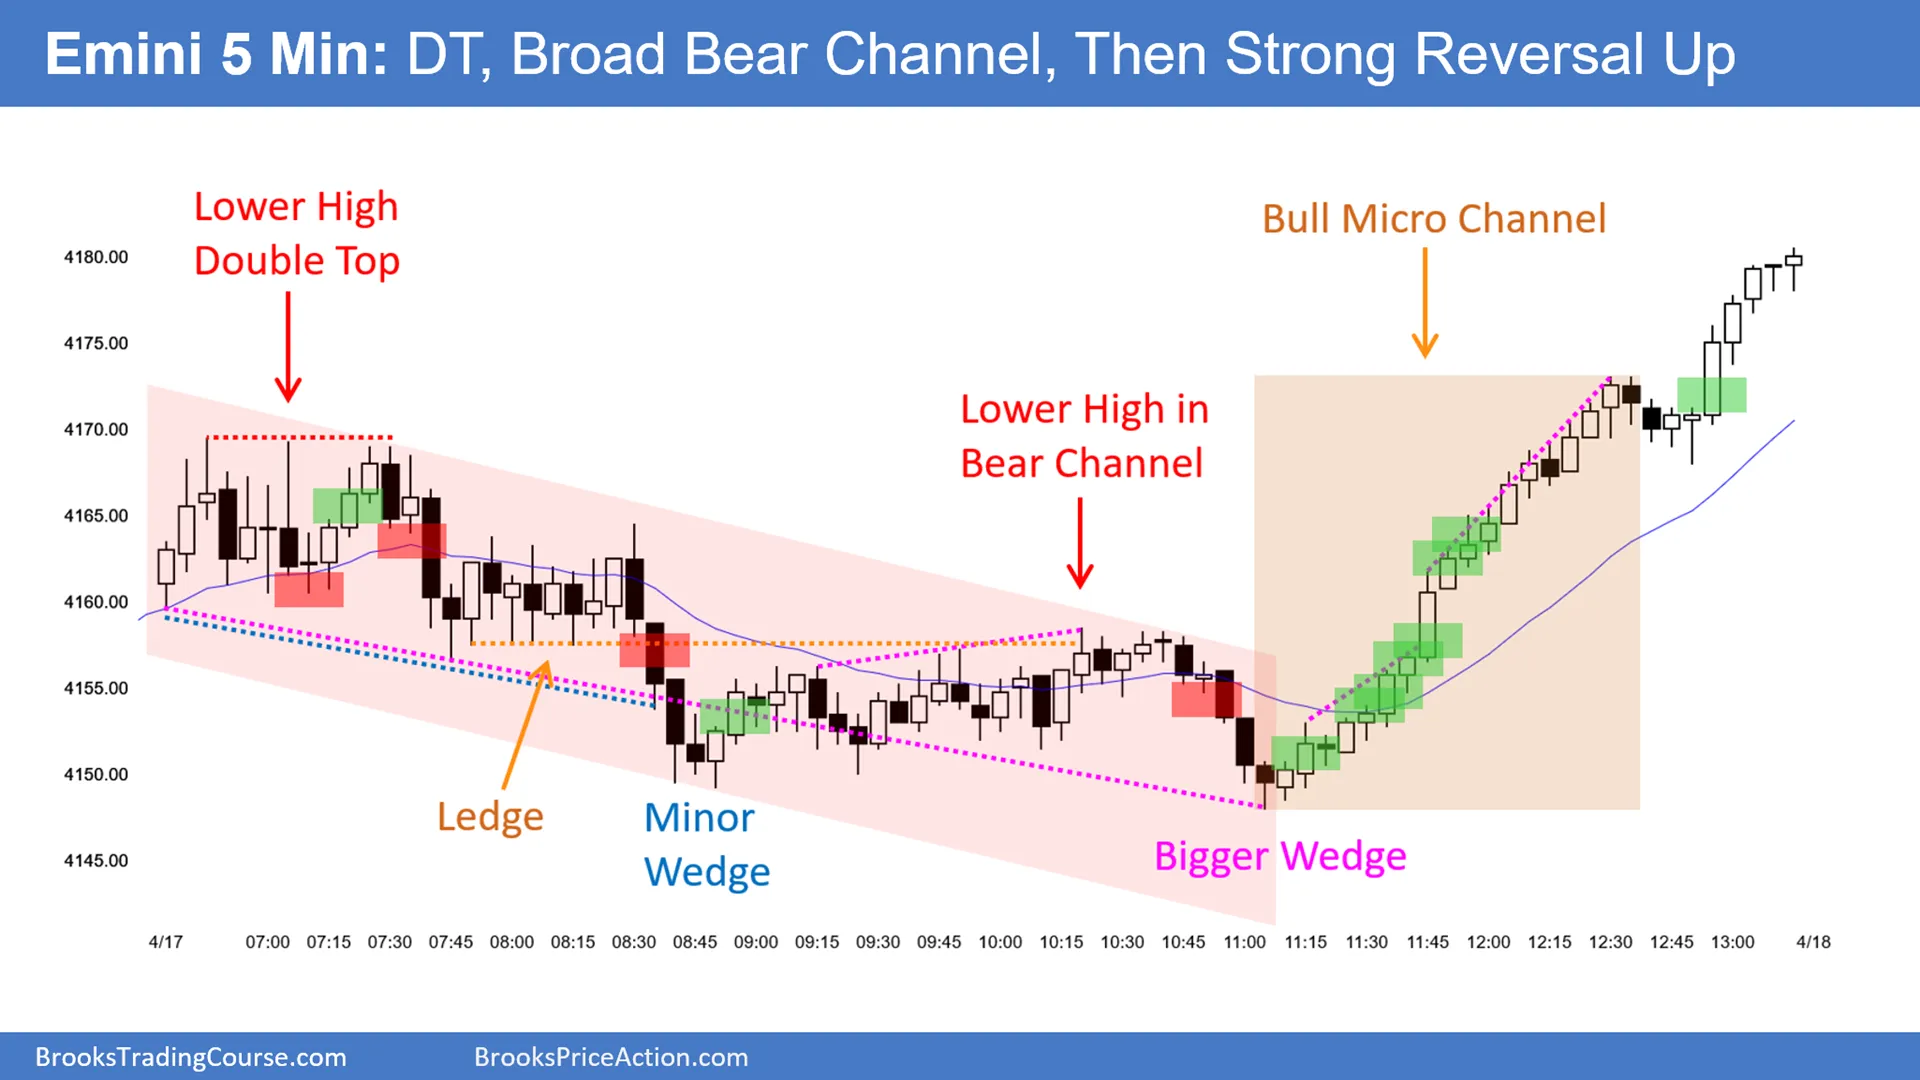 Emini 5 Min: DT, Broad Bear Channel, Then Strong Reversal Up
Lower High
Double Top
Bull Micro Channel
Lower High in
Bear Channel
Ledge
Minor
Wedge
Bigger Wedge
4180.00
4175.00
4170.00
4165.00
4160.00
4155.00
4150.00
4145.00
4/17 07:00 07:15 07:30 07:45 08:00 08:15 08:30 08:45 09:00 09:15 09:30 09:45 10:00 10:15 10:30 10:45 11:00 11:15 11:30 11:45 12:00 12:15 12:30 12:45 13:00 4/18
BrooksTradingCourse.com BrooksPriceAction.com